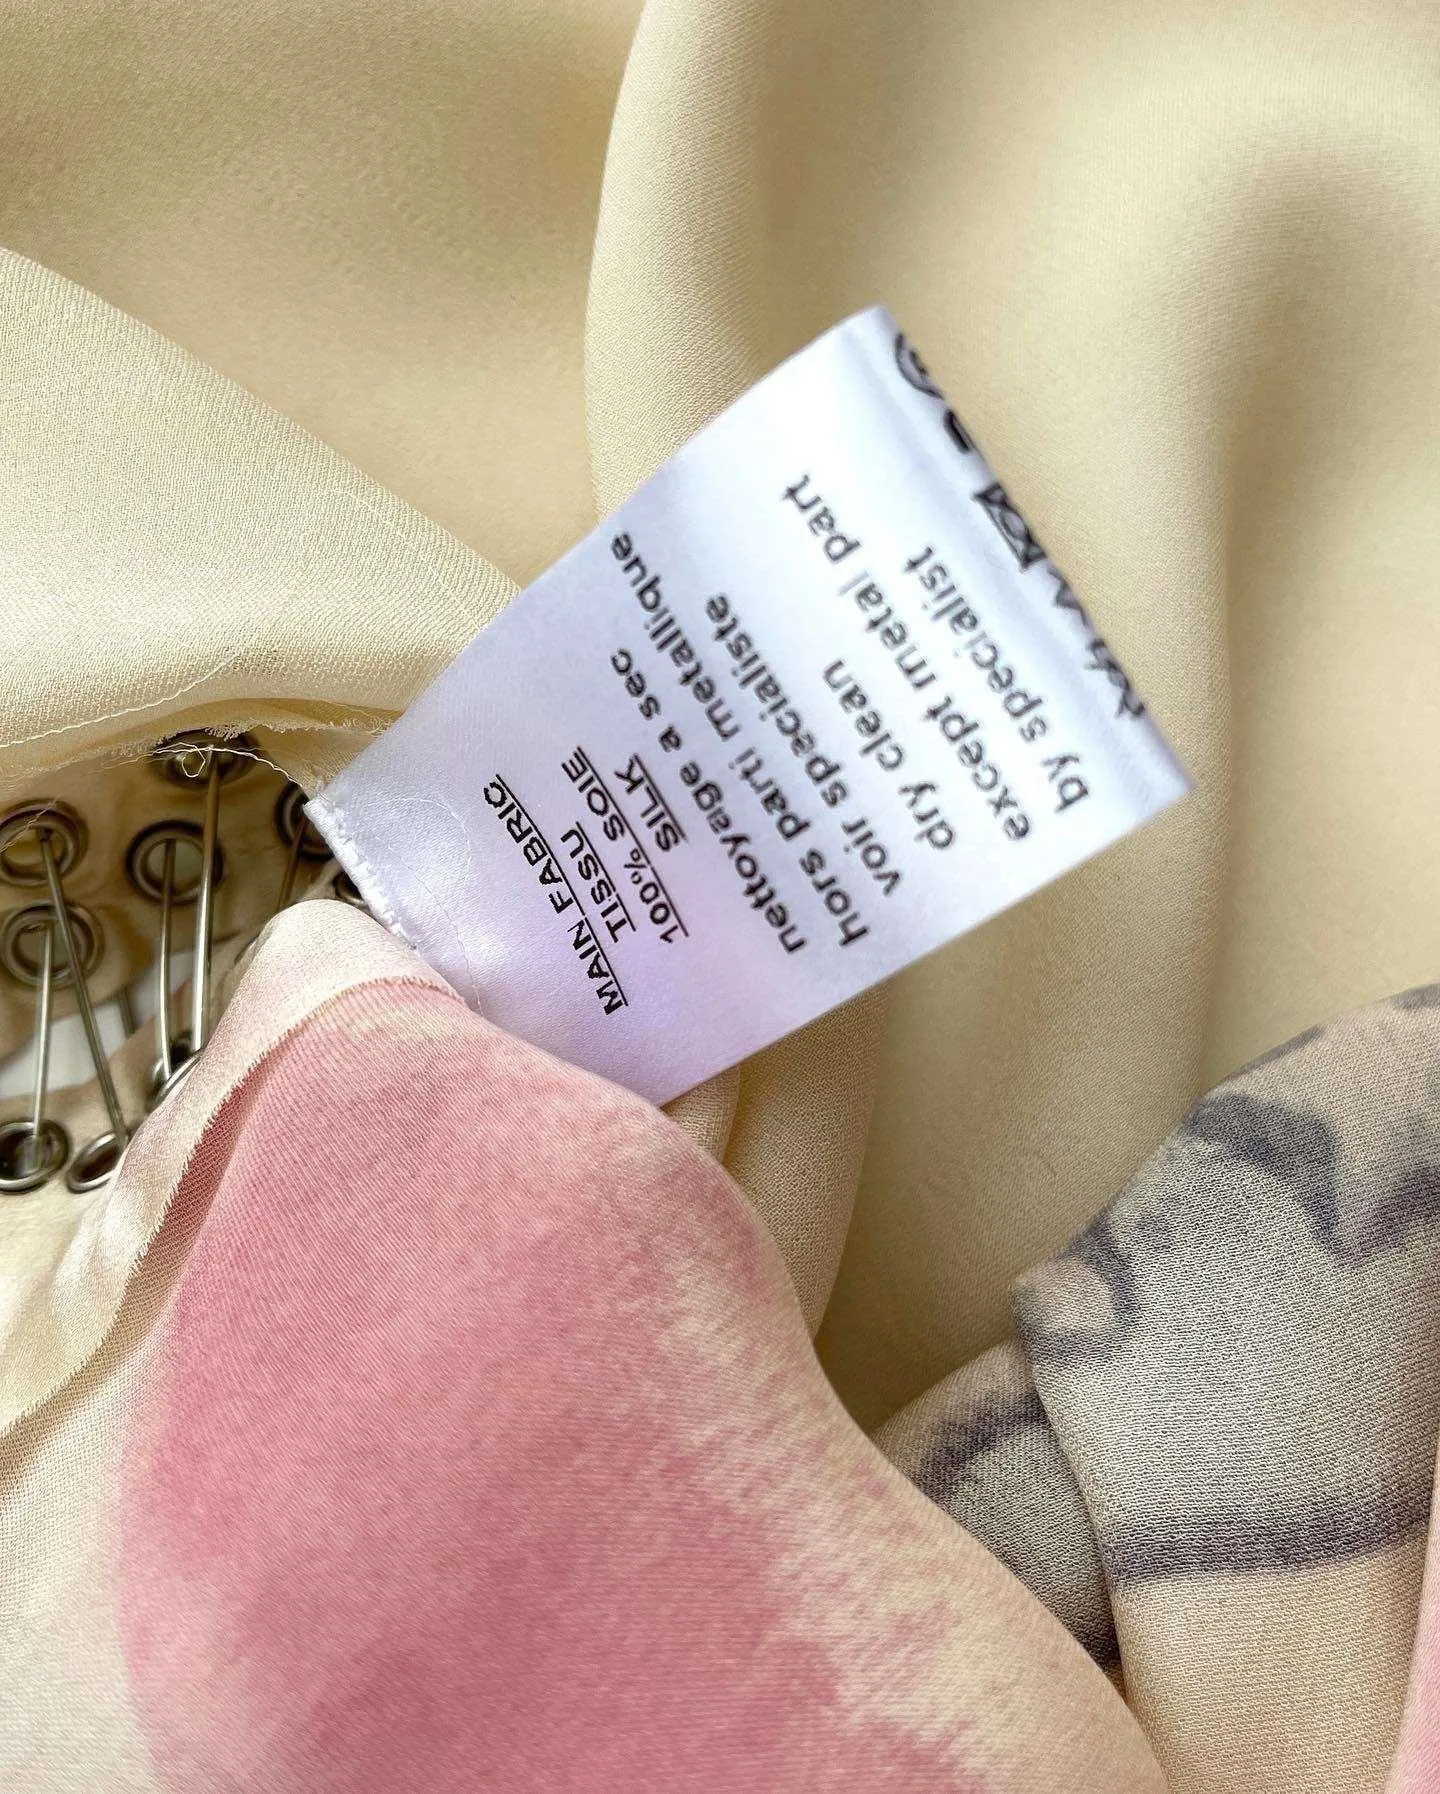 MAIN FABRIC
TISSU
100% SOIE
SILK
nettoyage a sec
hors parti metallique
voir specialiste
dry clean
except metal part
by specialist